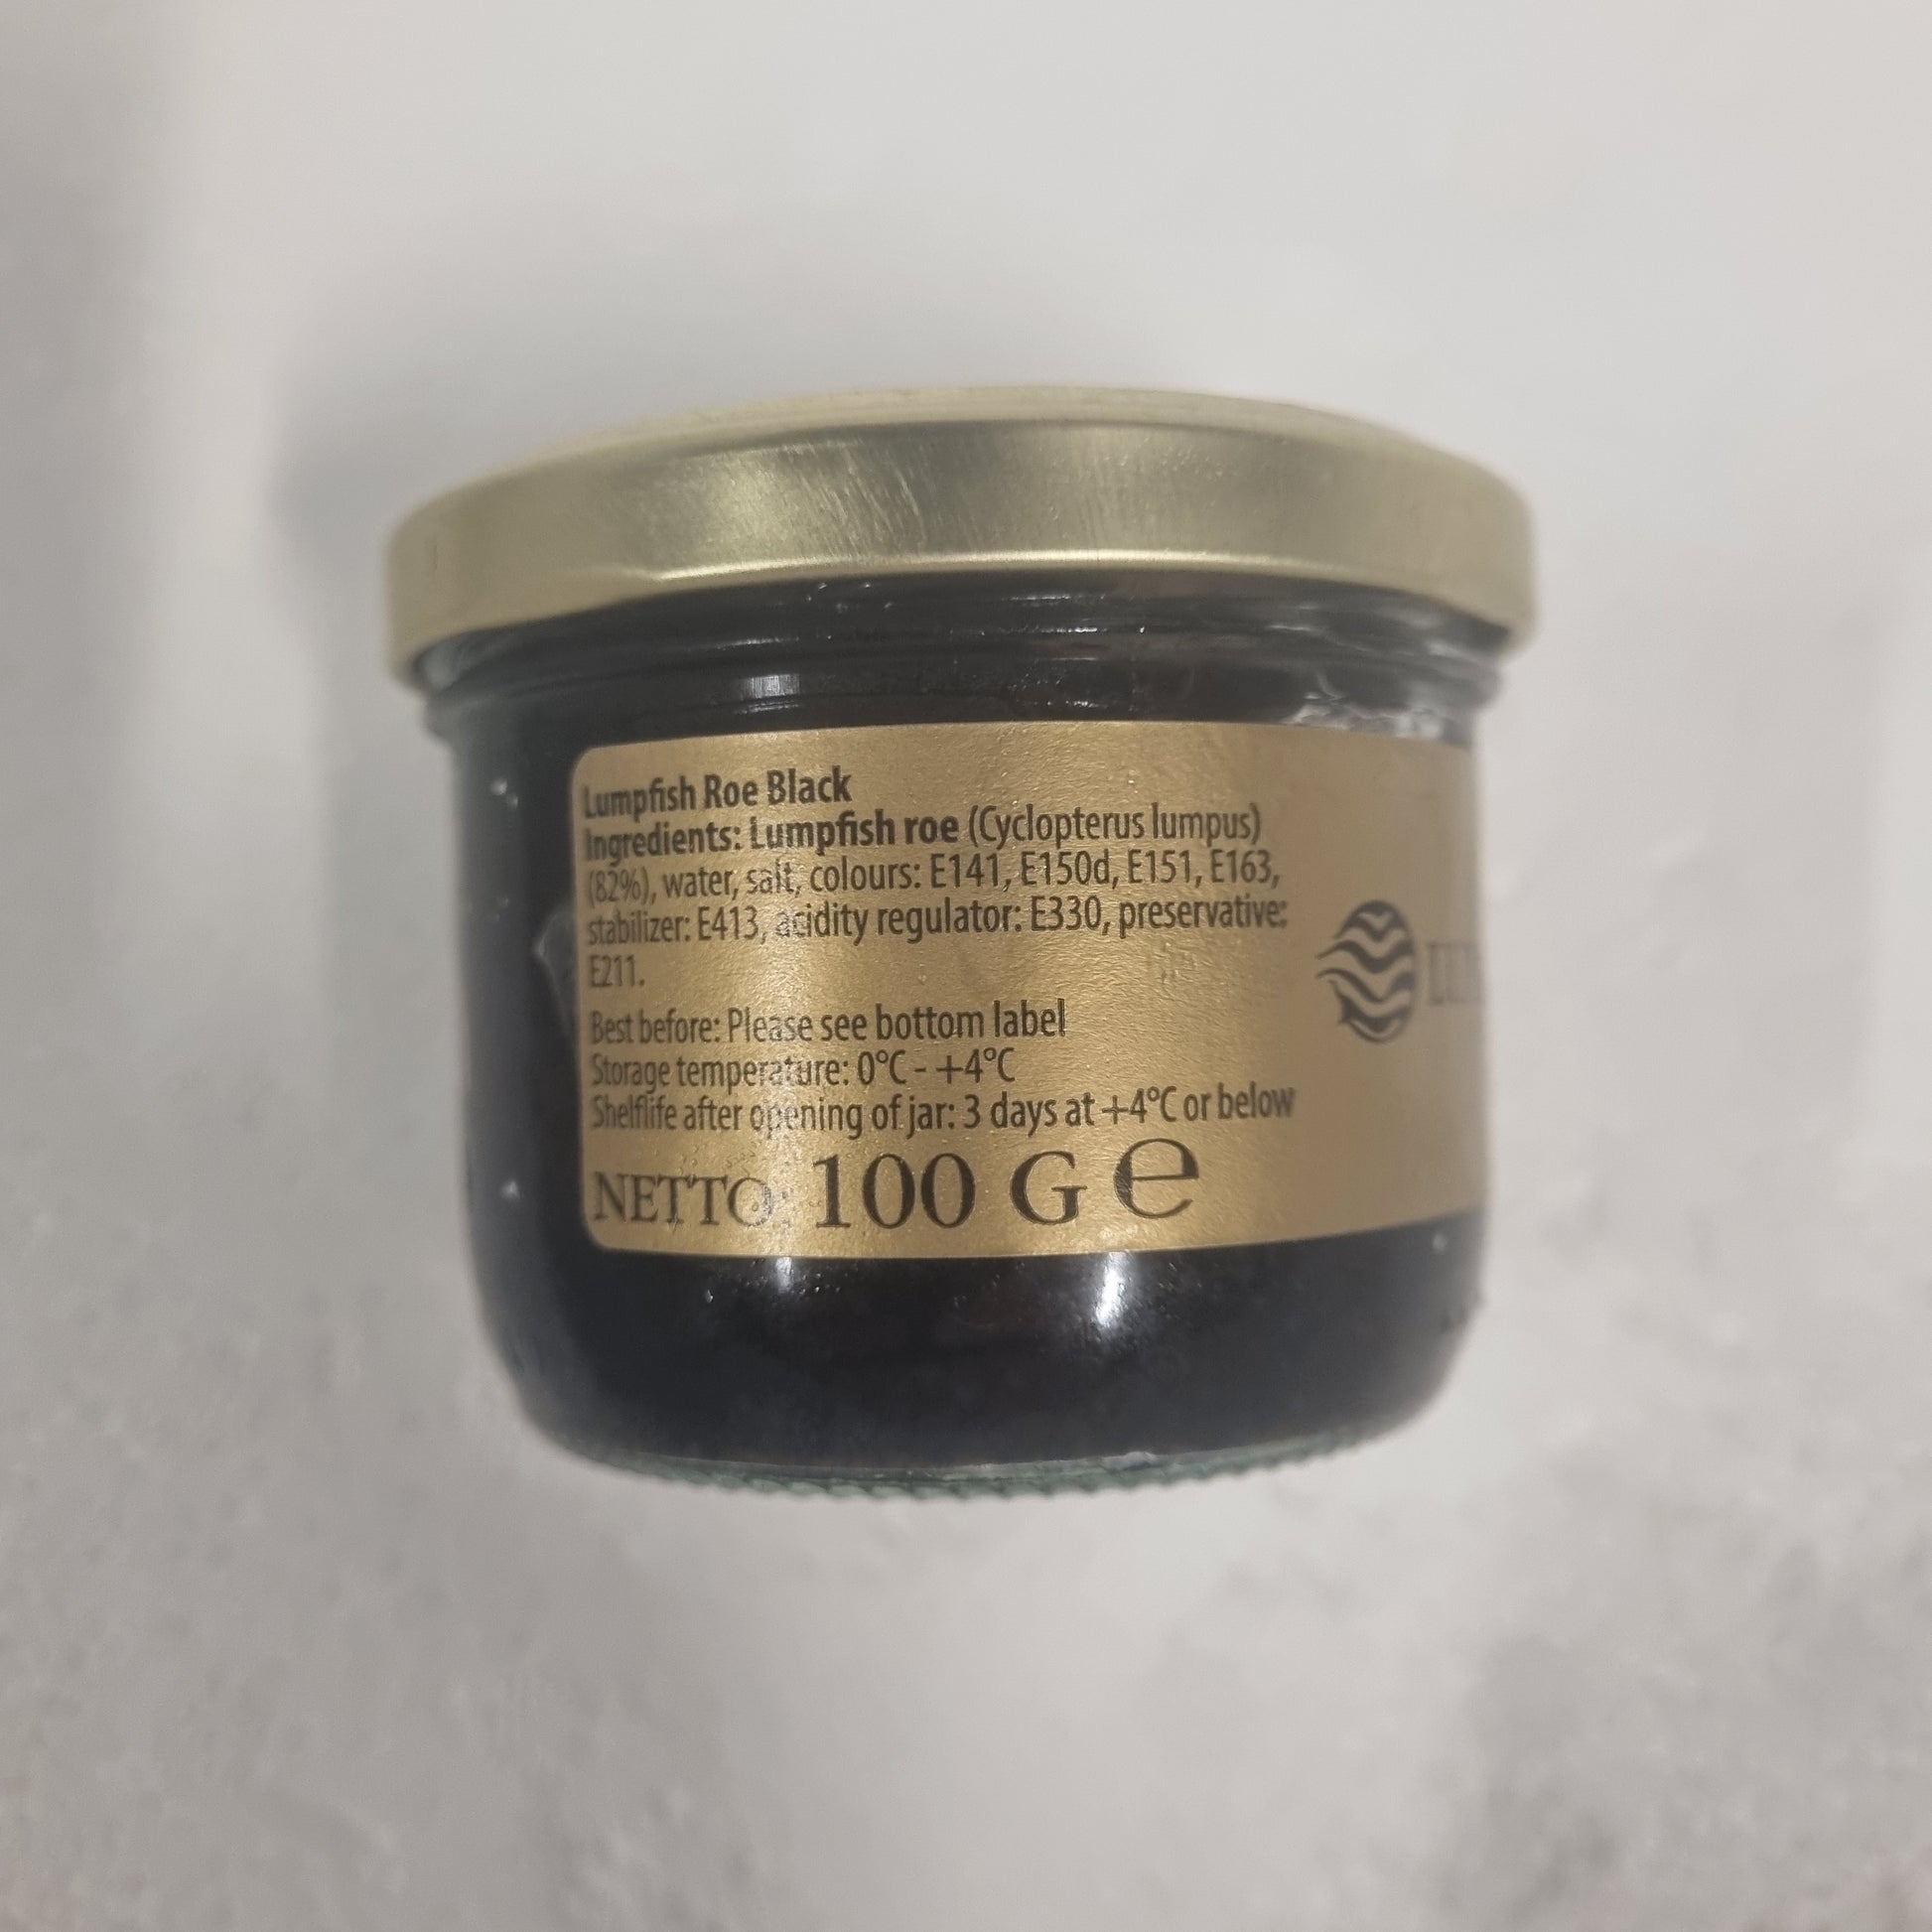 Lumpfish Roe Black
Ingredients: Lumpfish roe (Cyclopterus lumpus)
(82%), water, salt, colours: E141, E150d, E151, E163,
stabilizer: E413, acidity regulator: E330, preservative:
E211.
Best before: Please see bottom label
Storage temperature: 0°C - +4°C
Shelflife after opening of jar: 3 days at +4°C or below
NETTO: 100 G ℮